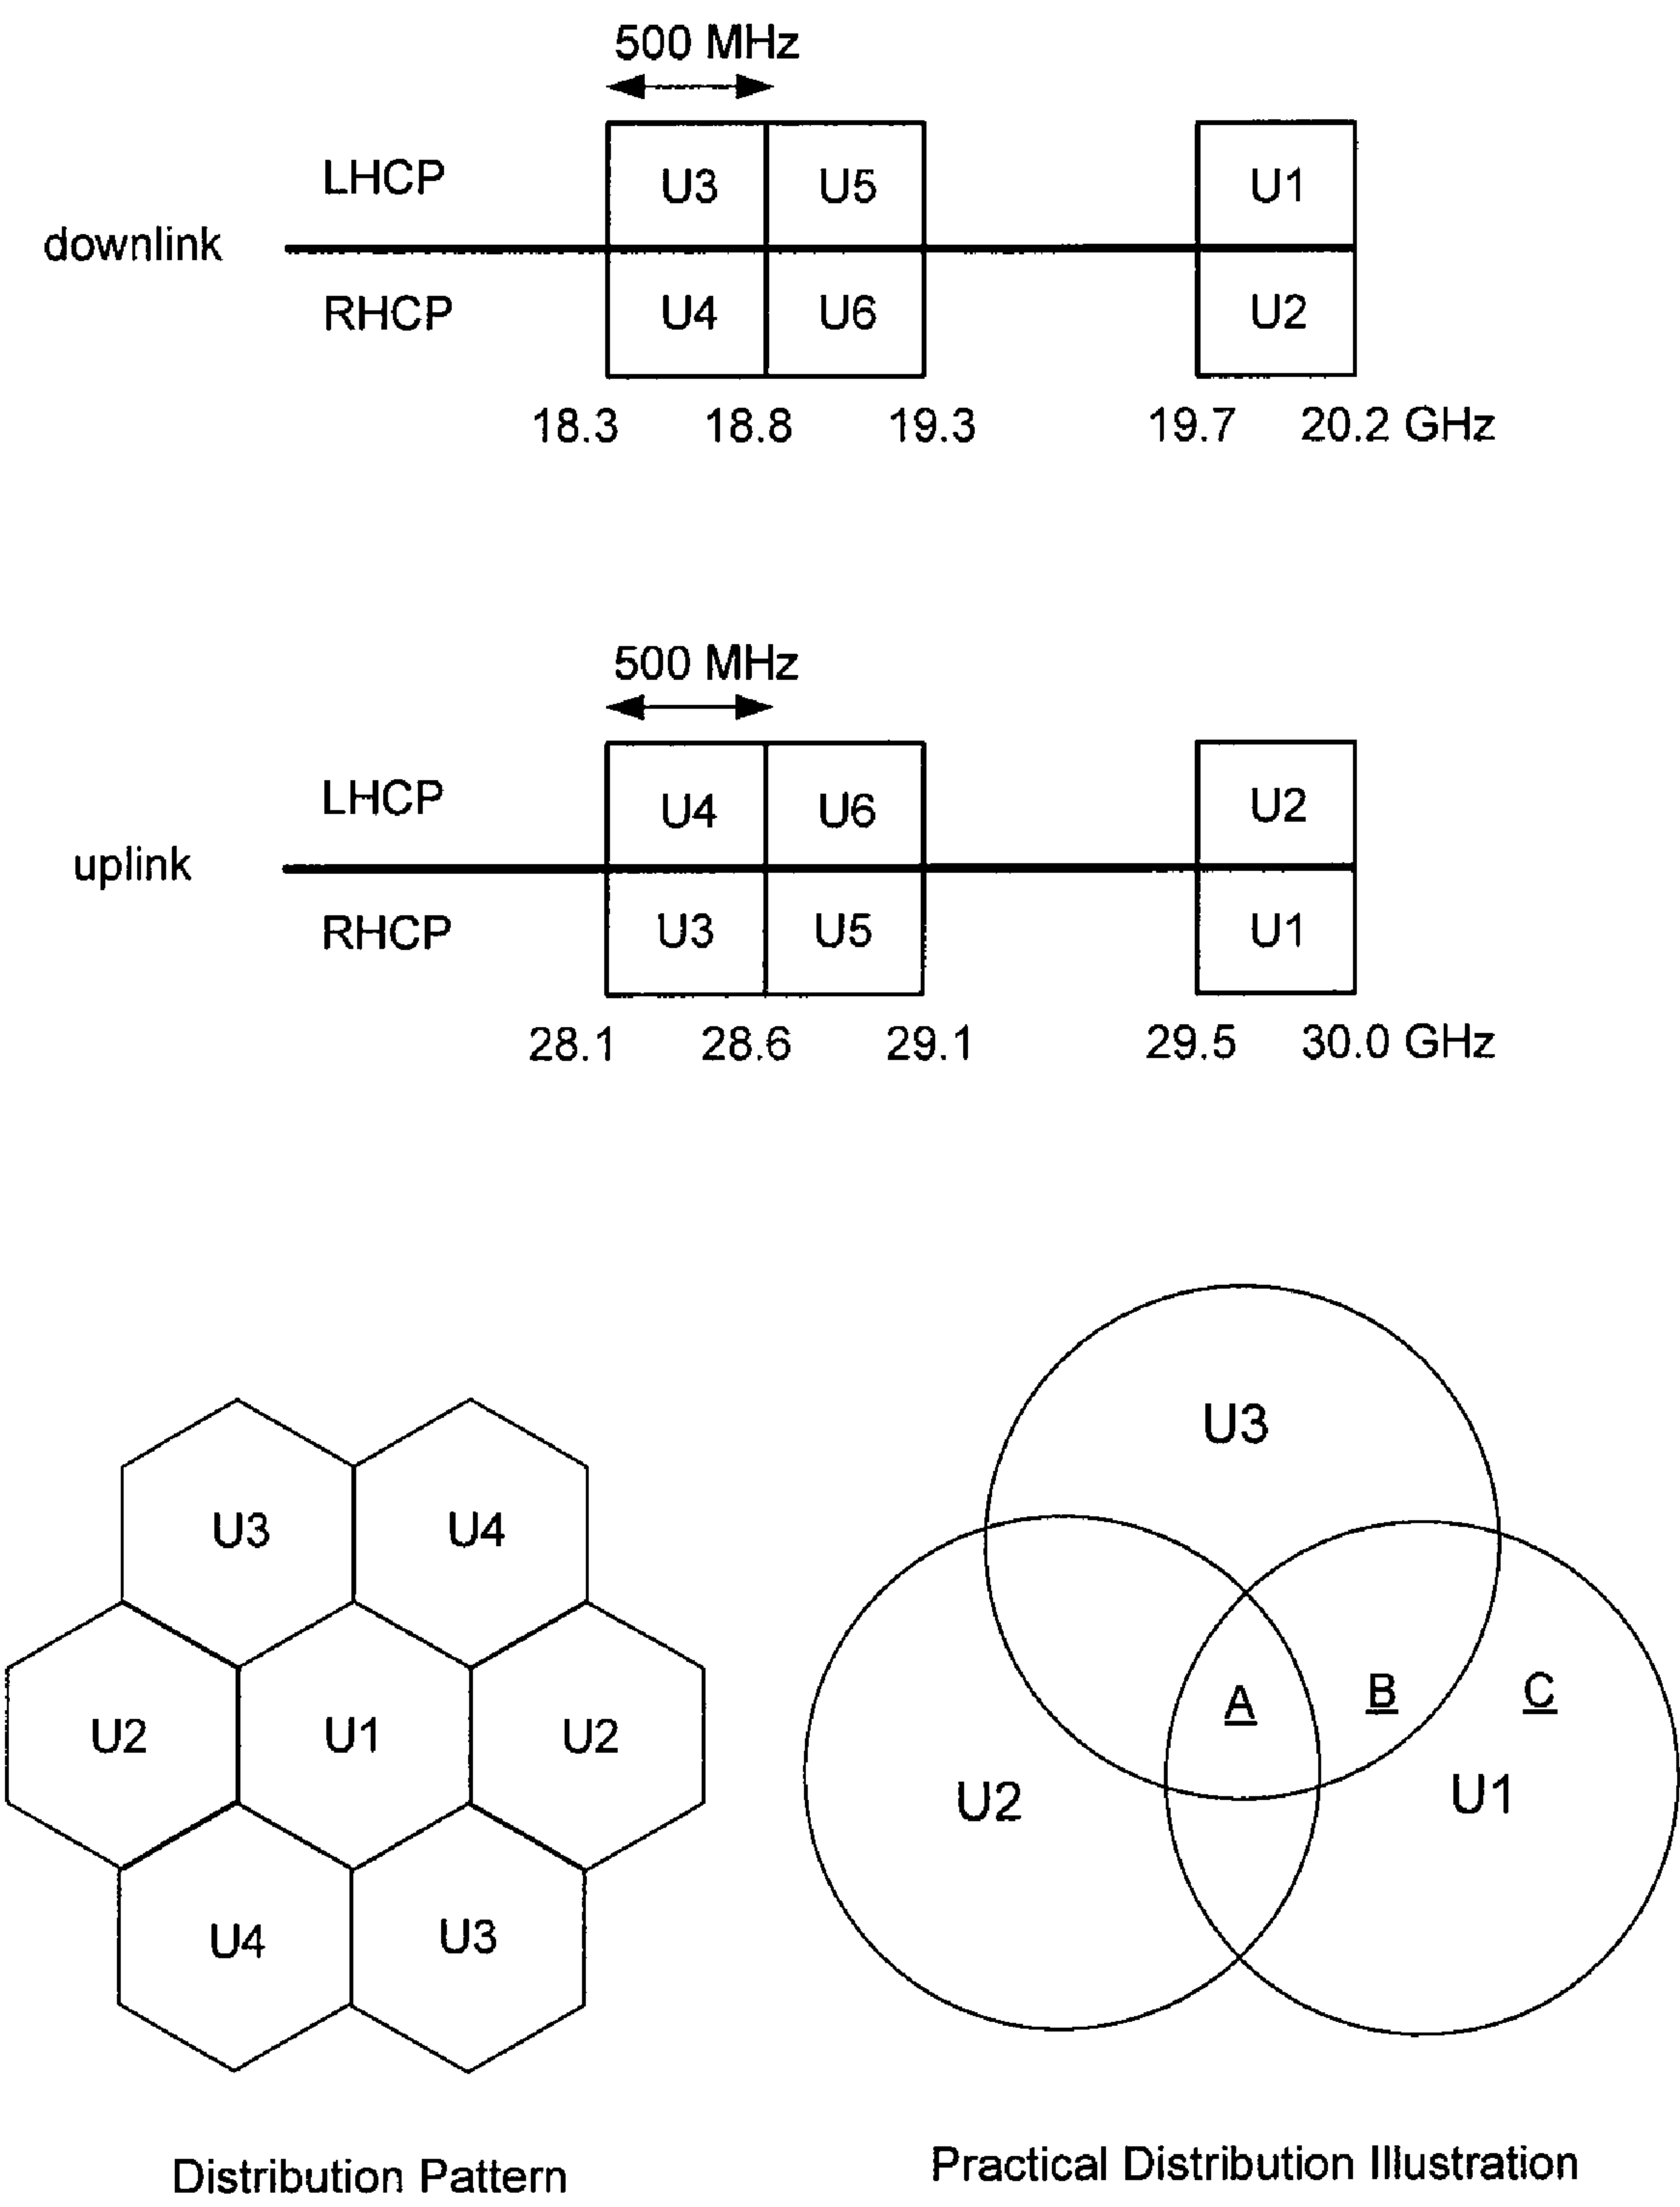 500 MHz
LHCP U3 U5 U1
downlink
RHCP U4 U6 U2
18.3 18.8 19.3 19.7 20.2 GHz
500 MHz
LHCP U4 U6 U2
uplink
RHCP U3 U5 U1
28.1 28.6 29.1 29.5 30.0 GHz
U3 U4
U2 U1 U2
U4 U3
Distribution Pattern
U3
A B C
U2 U1
Practical Distribution Illustration